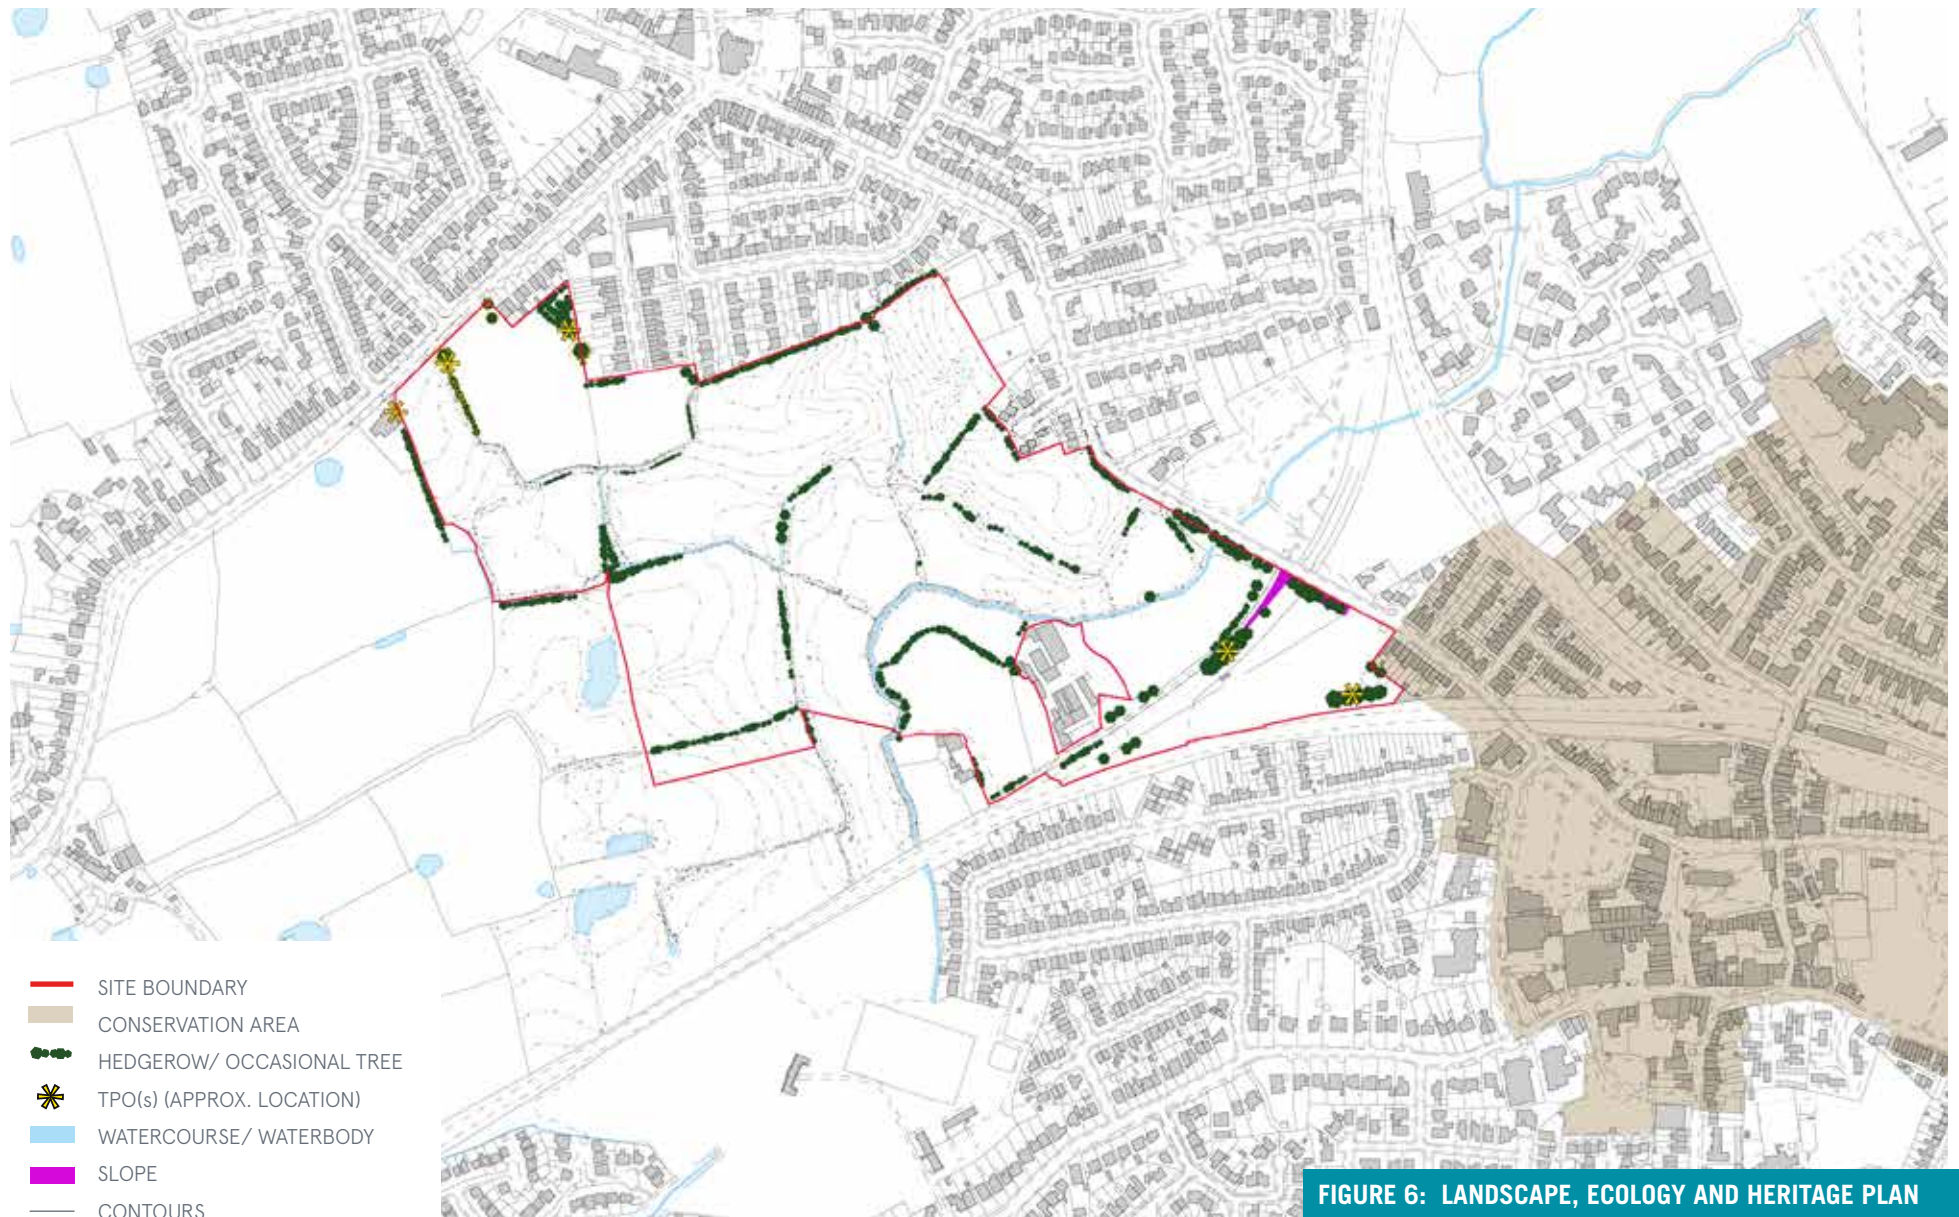 SITE BOUNDARY
CONSERVATION AREA
HEDGEROW/ OCCASIONAL TREE
TPO(s) (APPROX. LOCATION)
WATERCOURSE/ WATERBODY
SLOPE
CONTOURS
FIGURE 6: LANDSCAPE, ECOLOGY AND HERITAGE PLAN